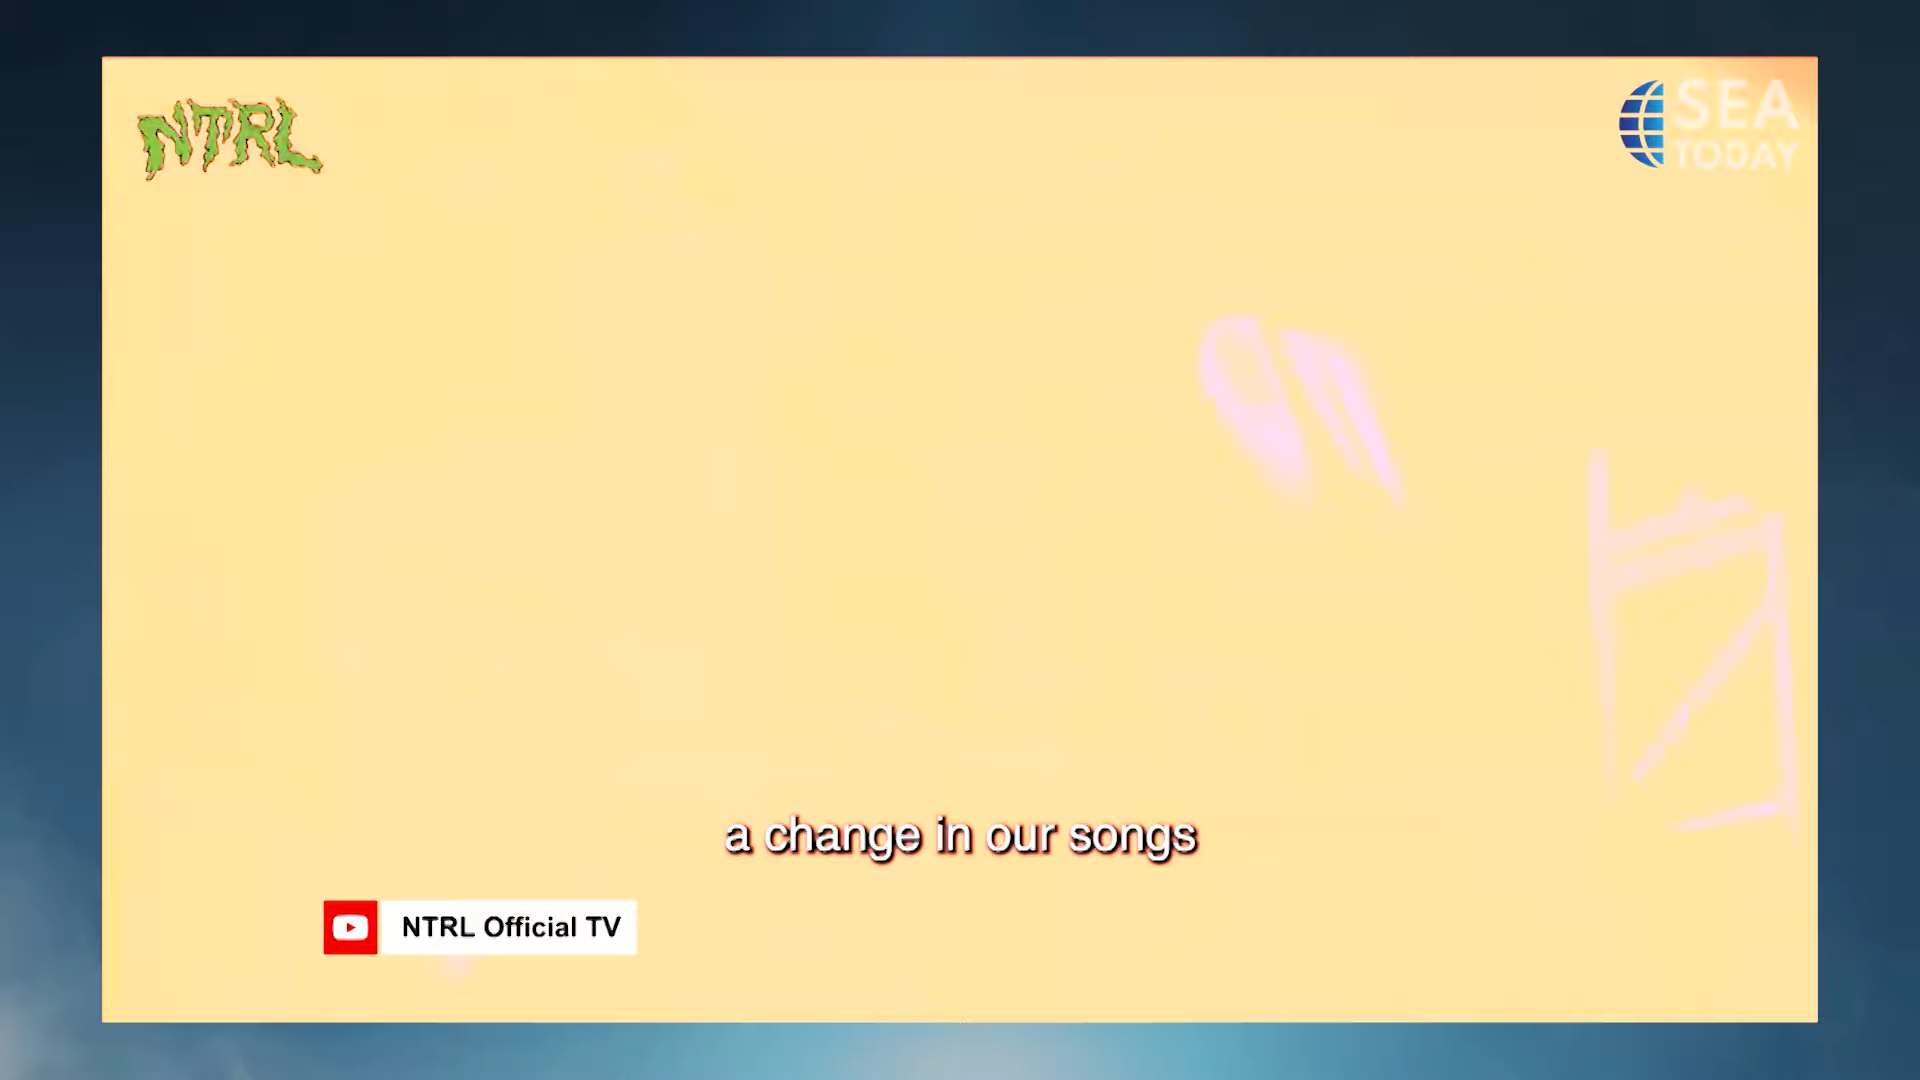 NTRL
SEA
TODAY
a change in our songs
NTRL Official TV